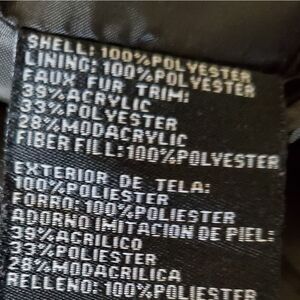 SHELL: 100%POLYESTER
LINING: 100%POLYESTER
FAUX FUR TRIM:
39%ACRYLIC
33%POLYESTER
28%MODACRYLIC
FIBER FILL: 100%POLYESTER
EXTERIOR DE TELA:
100%POLIESTER
FORRO: 100%POLIESTER
ADORNO IMITACION DE PIEL:
39%ACRILICO
33%POLIESTER
28%MODACRILICA
RELLENO: 100%POLIESTER